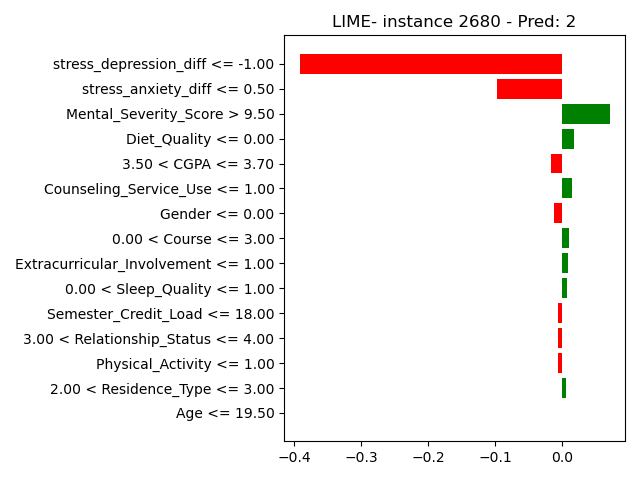 LIME- instance 2680 - Pred: 2
stress_depression_diff <= -1.00
stress_anxiety_diff <= 0.50
Mental_Severity_Score > 9.50
Diet_Quality <= 0.00
3.50 < CGPA <= 3.70
Counseling_Service_Use <= 1.00
Gender <= 0.00
0.00 < Course <= 3.00
Extracurricular_Involvement <= 1.00
0.00 < Sleep_Quality <= 1.00
Semester_Credit_Load <= 18.00
3.00 < Relationship_Status <= 4.00
Physical_Activity <= 1.00
2.00 < Residence_Type <= 3.00
Age <= 19.50
−0.4 −0.3 −0.2 −0.1 0.0